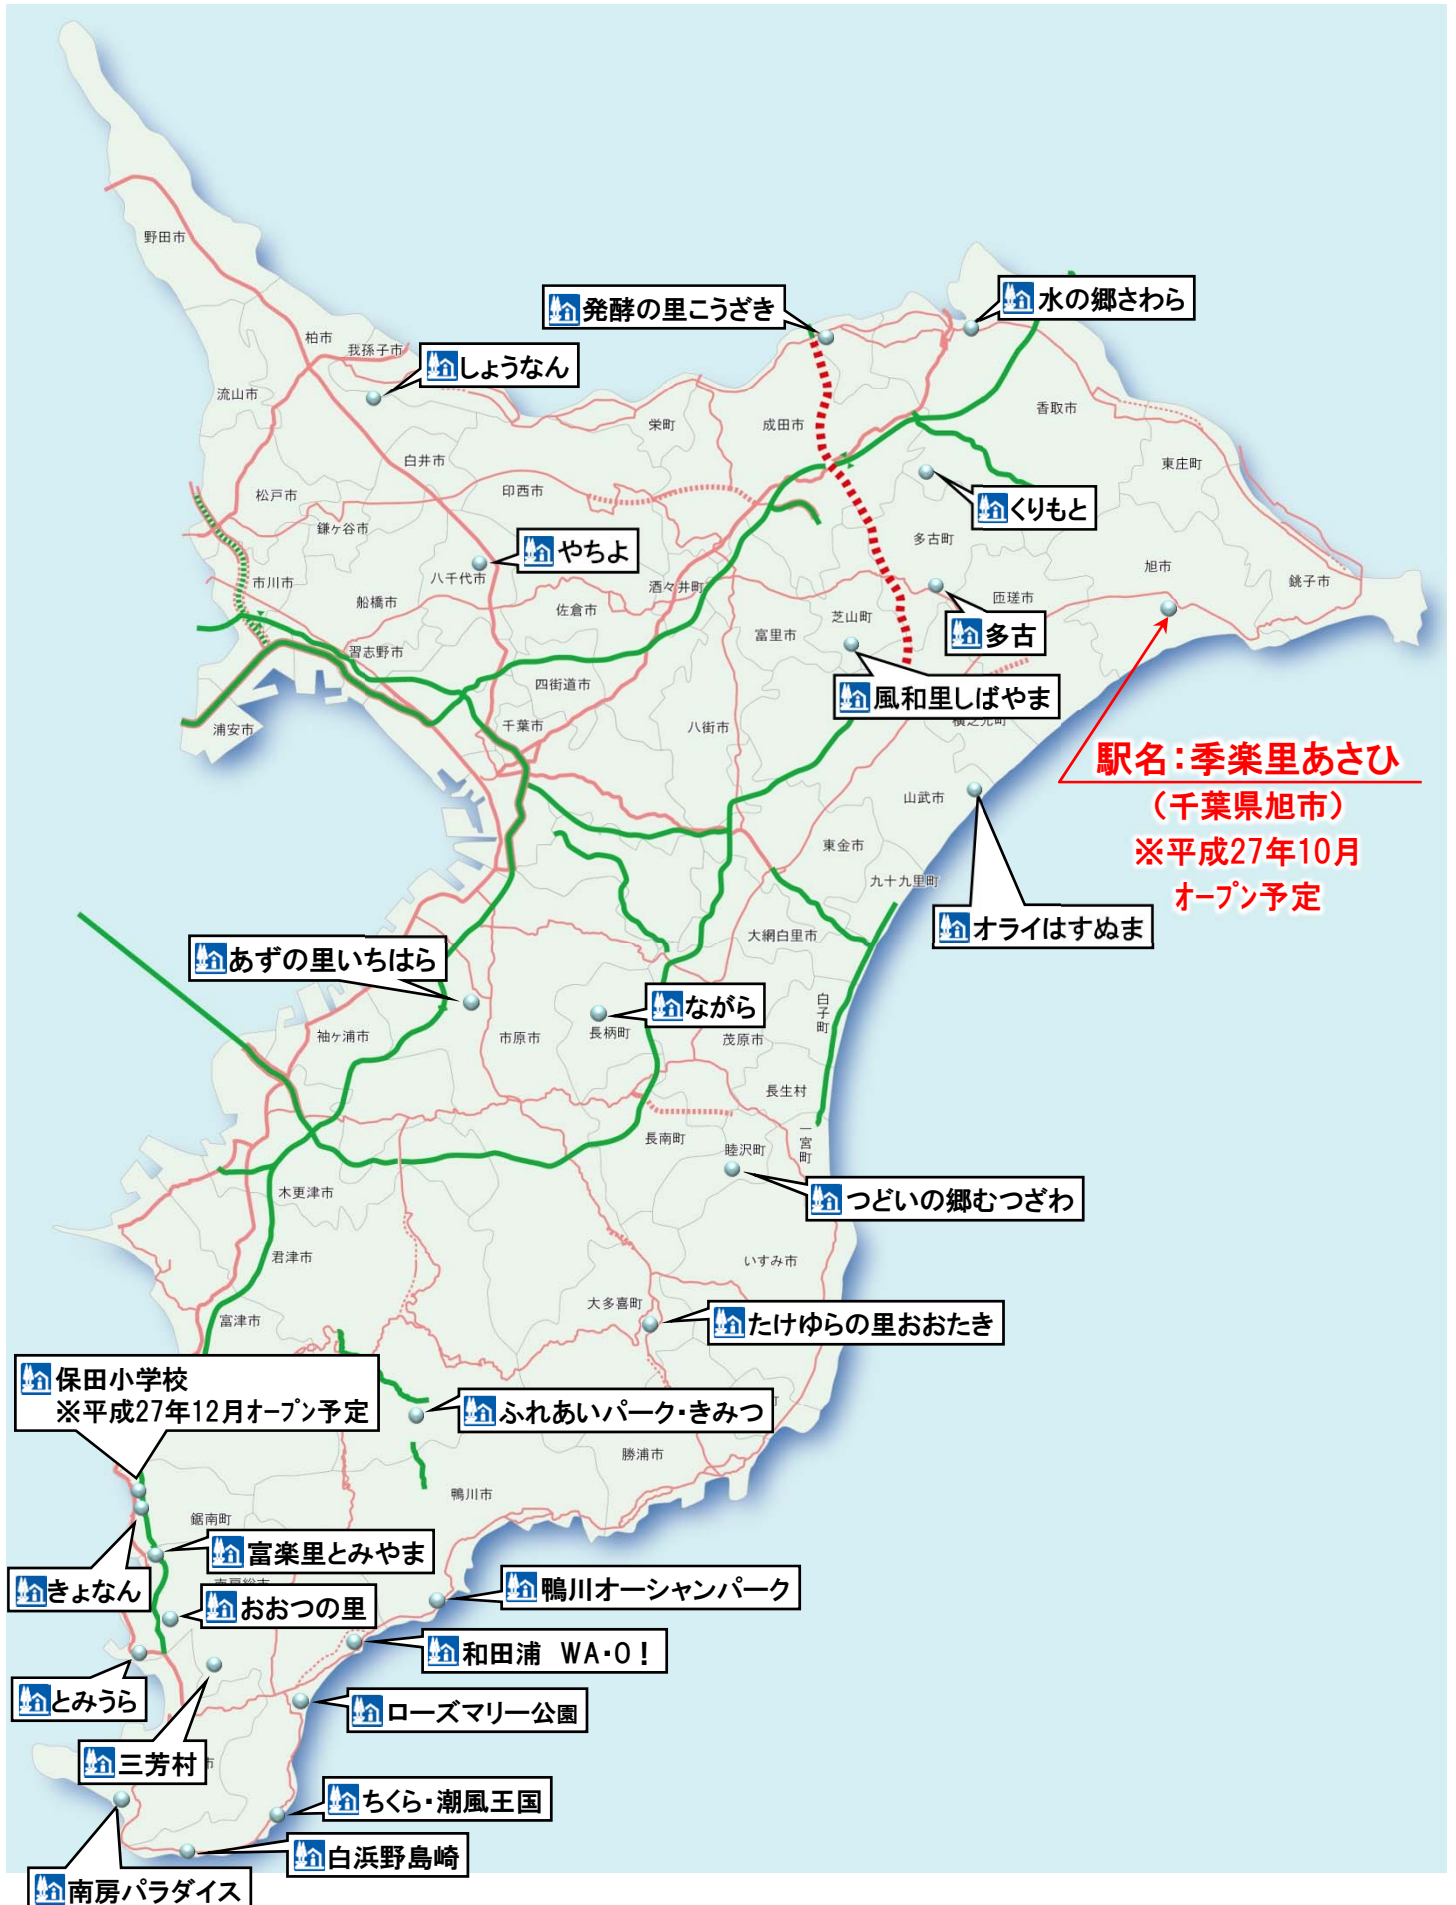 野田市
発酵の里こうざき
水の郷さわら
柏市
我孫子市
しょうなん
流山市
栄町
成田市
香取市
白井市
東庄町
松戸市
印西市
鎌ヶ谷市
くりもと
多古町
やちよ
八千代市
市川市
船橋市
佐倉市
酒々井町
旭市
銚子市
匝瑳市
芝山町
富里市
多古
習志野市
四街道市
風和里しばやま
浦安市
千葉市
八街市
横芝光町
駅名：季楽里あさひ
（千葉県旭市）
※平成27年10月
オープン予定
山武市
東金市
九十九里町
オライはすぬま
大網白里市
あずの里いちはら
ながら
白子町
袖ヶ浦市
市原市
長柄町
茂原市
長生村
長南町
一宮町
睦沢町
つどいの郷むつざわ
木更津市
君津市
いすみ市
大多喜町
富津市
たけゆらの里おおたき
保田小学校
※平成27年12月オープン予定
ふれあいパーク・きみつ
町
勝浦市
鴨川市
鋸南町
富楽里とみやま
きょなん
南房総市
おおつの里
鴨川オーシャンパーク
和田浦　WA・O！
とみうら
ローズマリー公園
三芳村
市
ちくら・潮風王国
白浜野島崎
南房パラダイス